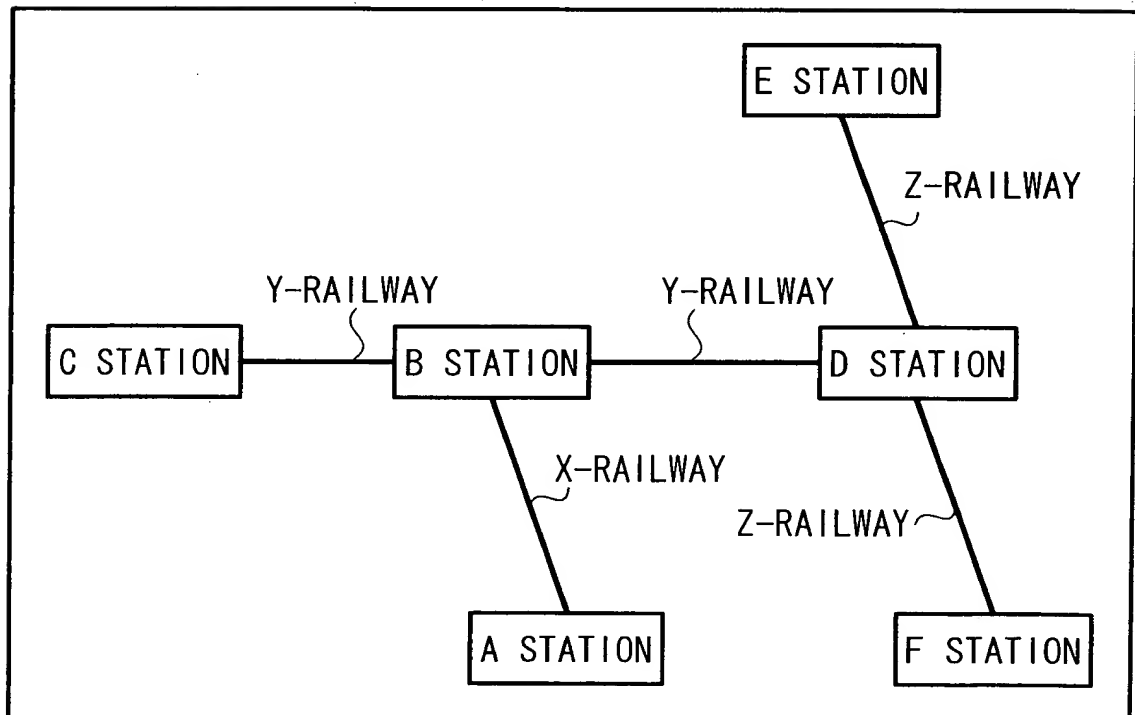 E STATION
Z-RAILWAY
Y-RAILWAY
Y-RAILWAY
C STATION
B STATION
D STATION
X-RAILWAY
Z-RAILWAY
A STATION
F STATION